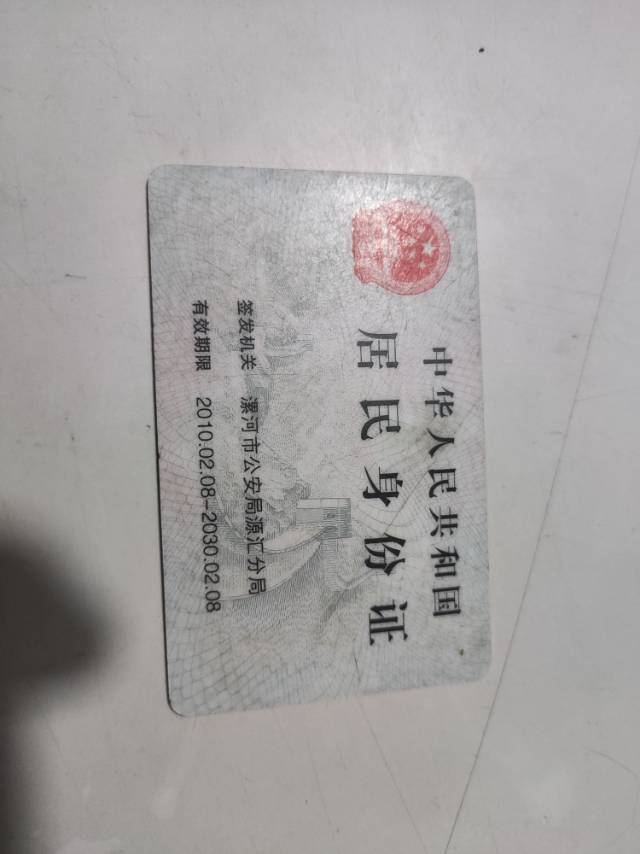 中华人民共和国
居民身份证
签发机关 漯河市公安局源汇分局
有效期限 2010.02.08-2030.02.08